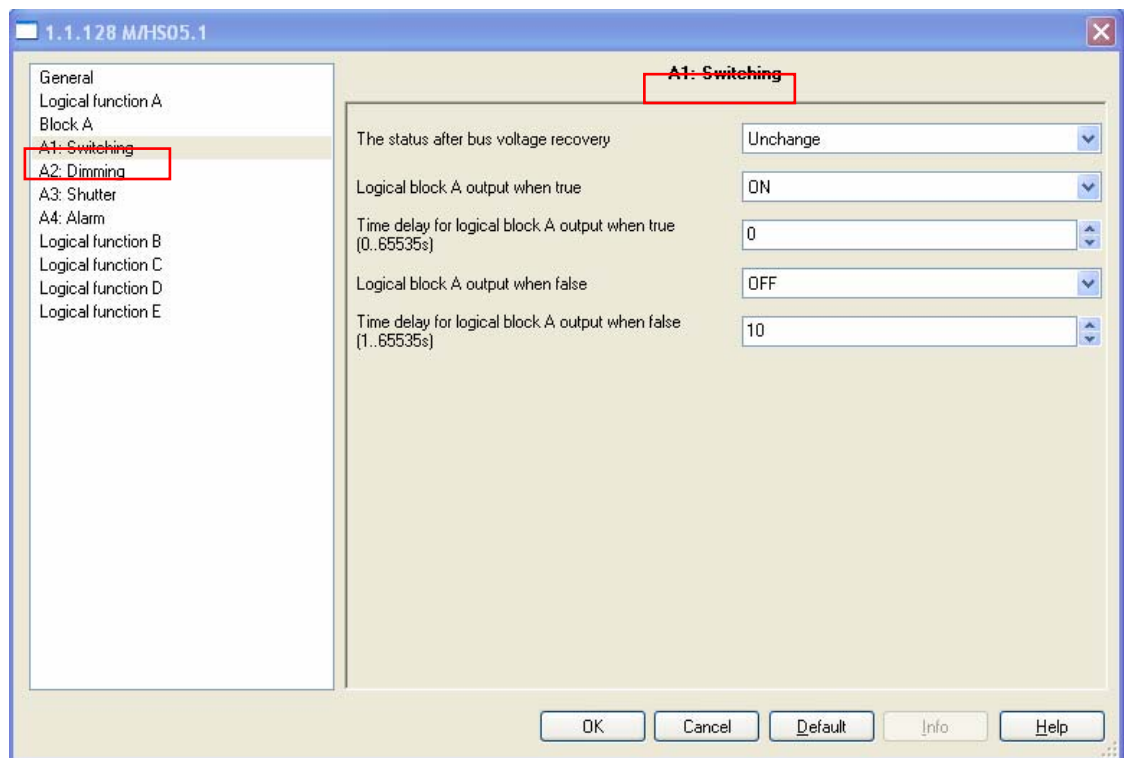 1.1.128 M/HS05.1
General
Logical function A
Block A
A1: Switching
A2: Dimming
A3: Shutter
A4: Alarm
Logical function B
Logical function C
Logical function D
Logical function E
A1: Switching
The status after bus voltage recovery
Unchange
Logical block A output when true
ON
Time delay for logical block A output when true
(0..65535s)
0
Logical block A output when false
OFF
Time delay for logical block A output when false
(1..65535s)
10
OK
Cancel
Default
Info
Help